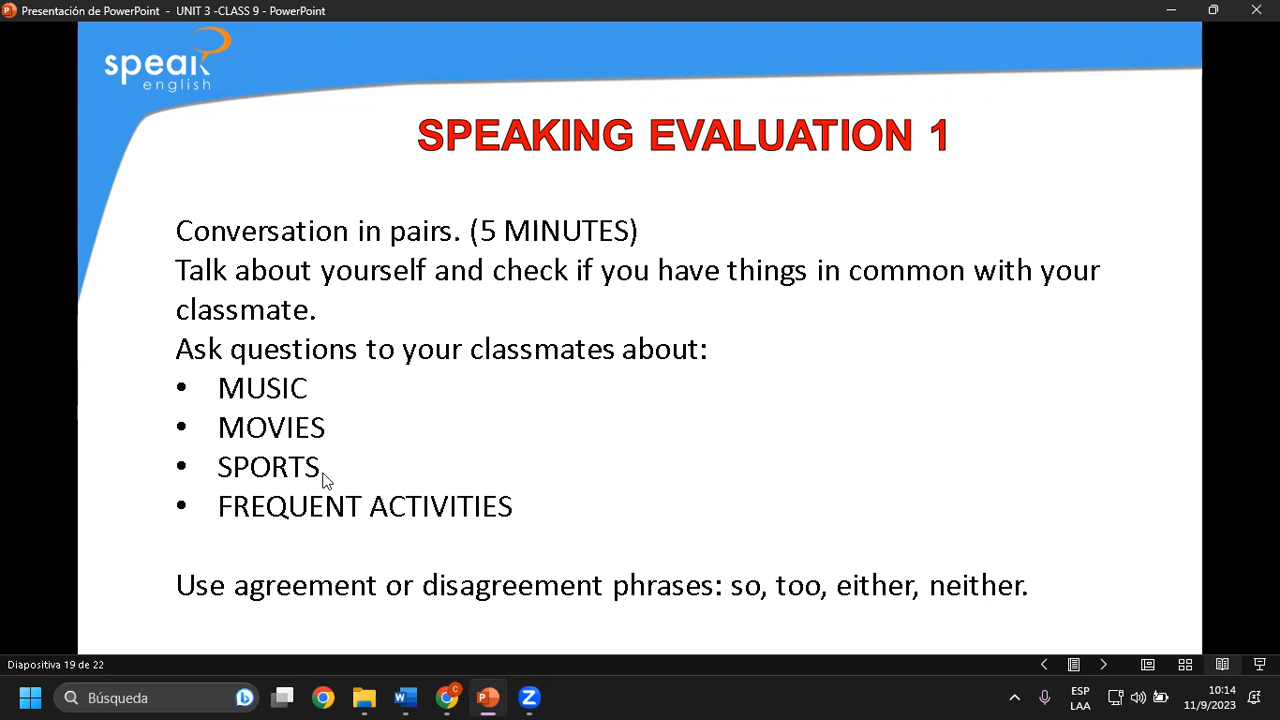 Presentación de PowerPoint - UNIT 3 -CLASS 9 - PowerPoint
speak
english
SPEAKING EVALUATION 1
Conversation in pairs. (5 MINUTES)
Talk about yourself and check if you have things in common with your
classmate.
Ask questions to your classmates about:
• MUSIC
• MOVIES
• SPORTS
• FREQUENT ACTIVITIES
Use agreement or disagreement phrases: so, too, either, neither.
Diapositiva 19 de 22
Búsqueda
ESP
LAA
10:14
11/9/2023